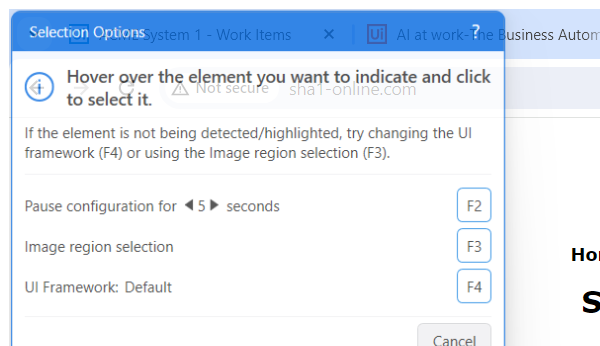 Selection Options ?
me System 1 - Work Items × Ui AI at work-The Business Autom
Hover over the element you want to indicate and click
to select it.
Not secure sha1-online.com
If the element is not being detected/highlighted, try changing the UI
framework (F4) or using the Image region selection (F3).
Pause configuration for 5 seconds F2
Image region selection F3
Hor
UI Framework: Default F4
S
Cancel